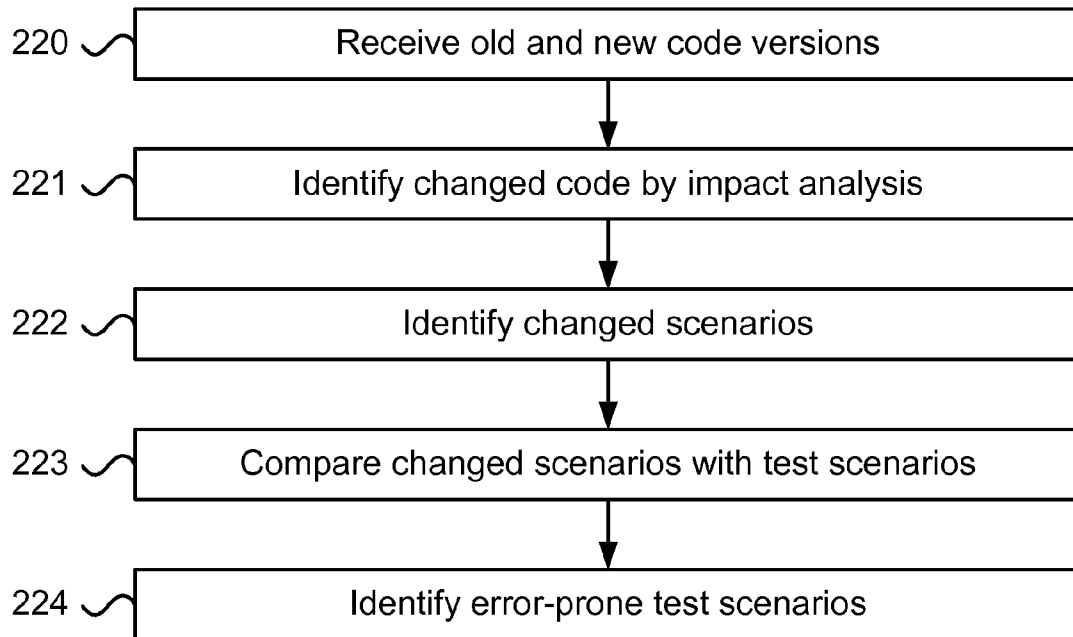 220 Receive old and new code versions
221 Identify changed code by impact analysis
222 Identify changed scenarios
223 Compare changed scenarios with test scenarios
224 Identify error-prone test scenarios